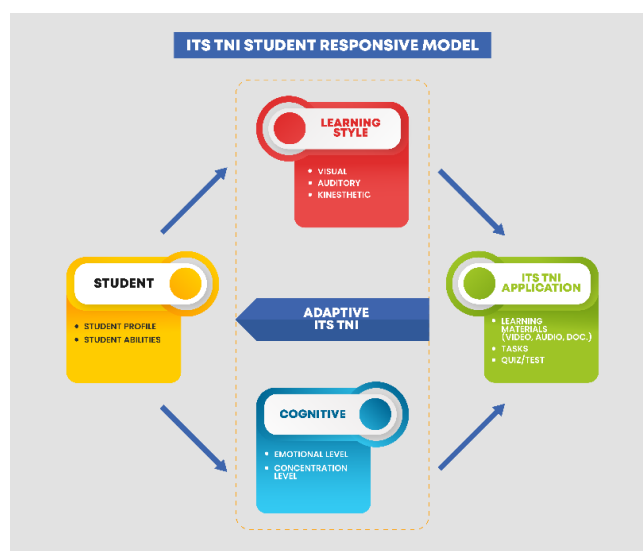 ITS TNI STUDENT RESPONSIVE MODEL
LEARNING
STYLE
• VISUAL
• AUDITORY
• KINESTHETIC
STUDENT
• STUDENT PROFILE
• STUDENT ABILITIES
ADAPTIVE
ITS TNI
ITS TNI
APPLICATION
• LEARNING
MATERIALS
(VIDEO, AUDIO, DOC.)
• TASKS
• QUIZ/TEST
COGNITIVE
• EMOTIONAL LEVEL
• CONCENTRATION
LEVEL